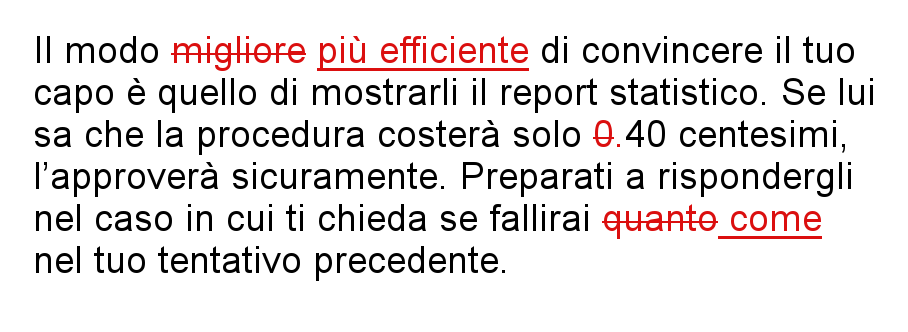 Il modo migliore più efficiente di convincere il tuo
capo è quello di mostrarli il report statistico. Se lui
sa che la procedura costerà solo 0.40 centesimi,
l’approverà sicuramente. Preparati a rispondergli
nel caso in cui ti chieda se fallirai quanto come
nel tuo tentativo precedente.